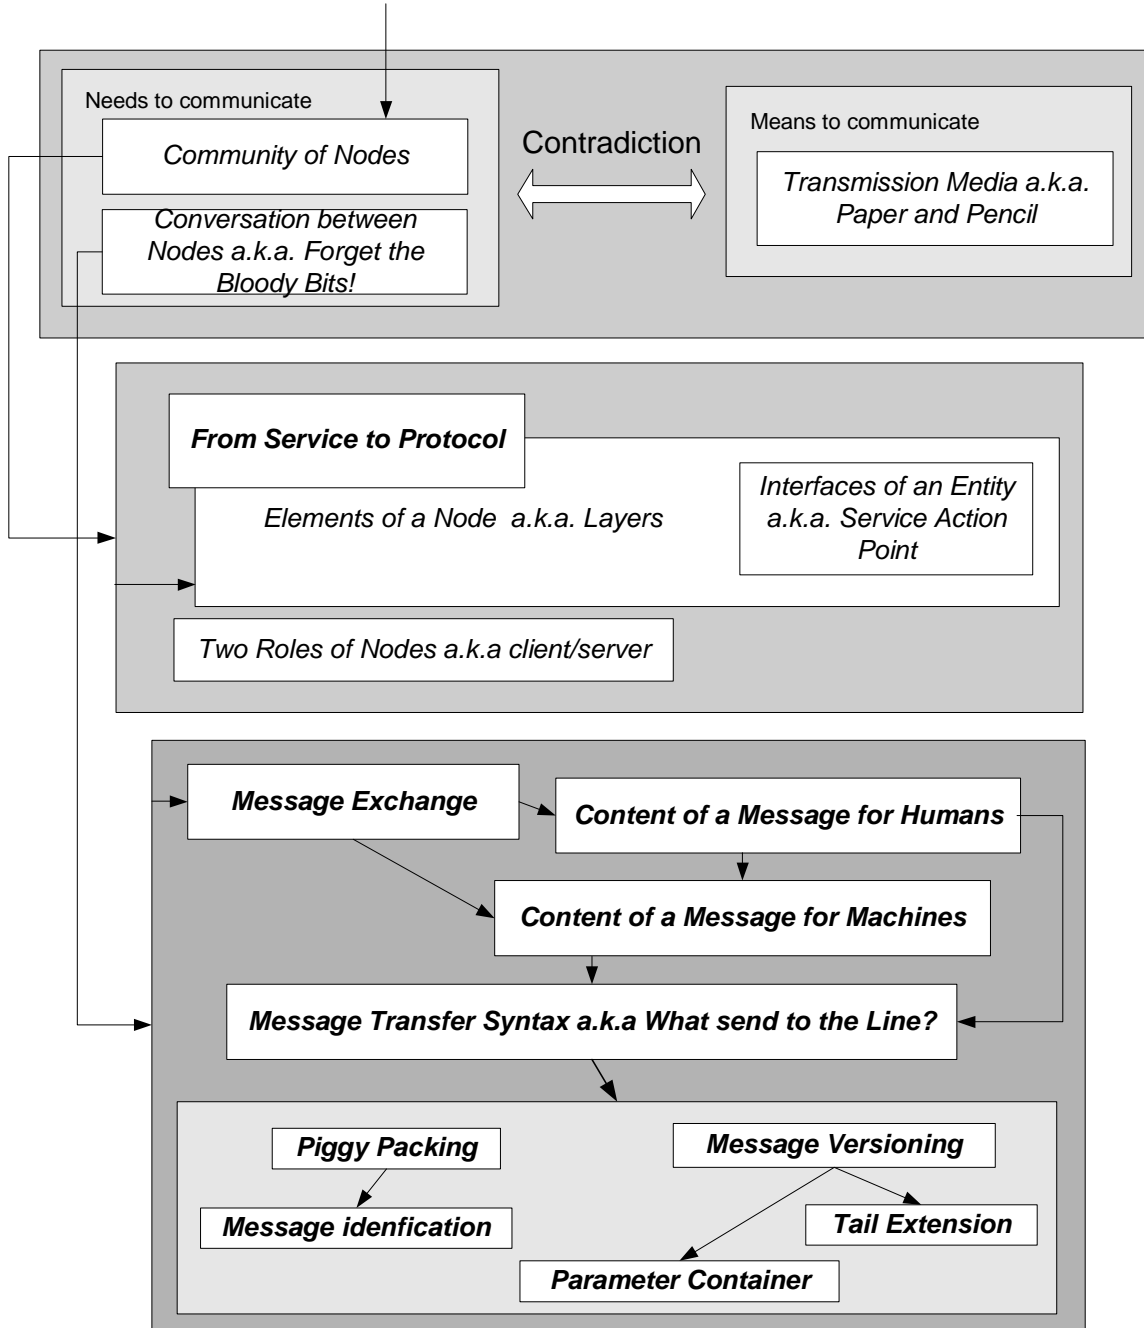 Needs to communicate
Community of Nodes
Conversation between
Nodes a.k.a. Forget the
Bloody Bits!
Contradiction
Means to communicate
Transmission Media a.k.a.
Paper and Pencil
From Service to Protocol
Elements of a Node a.k.a. Layers
Interfaces of an Entity
a.k.a. Service Action
Point
Two Roles of Nodes a.k.a client/server
Message Exchange
Content of a Message for Humans
Content of a Message for Machines
Message Transfer Syntax a.k.a What send to the Line?
Piggy Packing
Message Versioning
Message idenfication
Tail Extension
Parameter Container